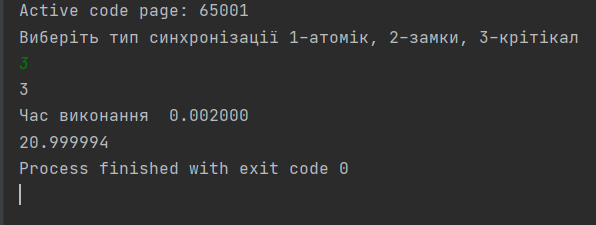 Active code page: 65001
Виберіть тип синхронізації 1-атомік, 2-замки, 3-крітікал
3
3
Час виконання  0.002000
20.999994
Process finished with exit code 0